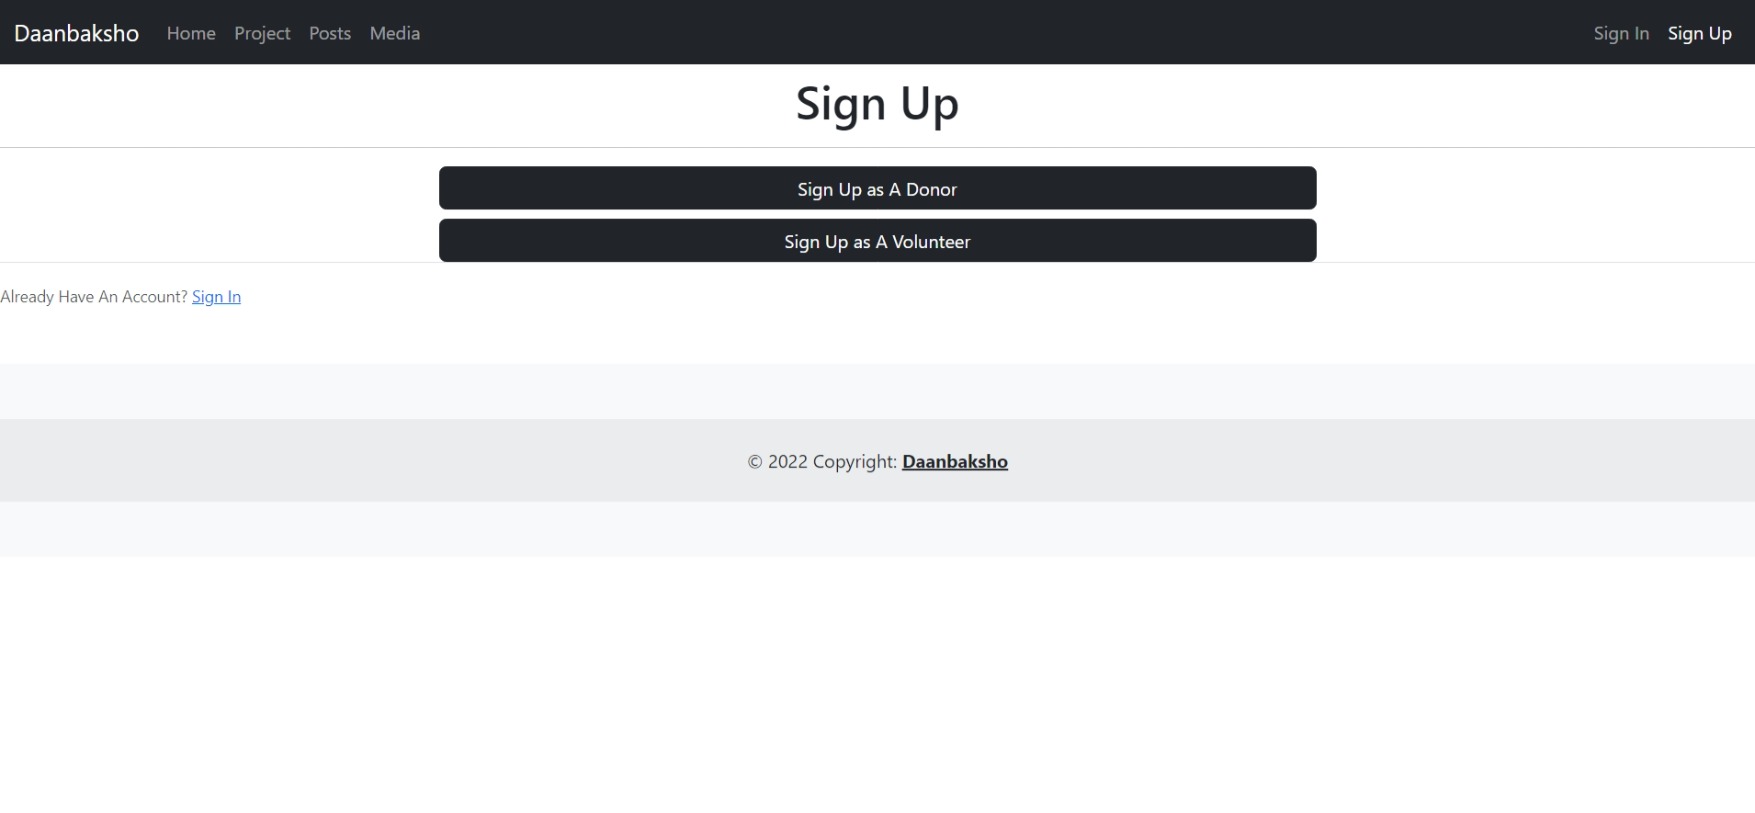 Daanbaksho Home Project Posts Media Sign In Sign Up
Sign Up
Sign Up as A Donor
Sign Up as A Volunteer
Already Have An Account? Sign In
© 2022 Copyright: Daanbaksho